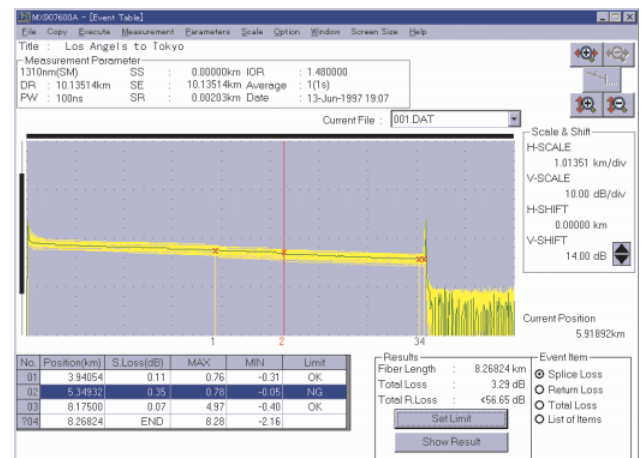 MX907600A - [Event Table]
File Copy Execute Measurement Parameters Scale Option Window Screen Size Help
Title : Los Angels to Tokyo
Measurement Parameter
1310nm(SM) SS : 0.00000km IOR : 1.480000
DR : 10.13514km SE : 10.13514km Average : 1(1s)
PW : 100ns SR : 0.00203km Date : 13-Jun-1997 19:07
Current File : 001.DAT
Scale & Shift
H-SCALE
1.01351 km/div
V-SCALE
10.00 dB/div
H-SHIFT
0.00000 km
V-SHIFT
14.00 dB
1 2 34
Current Position
5.91892km
No. Position(km) S.Loss(dB) MAX MIN Limit
01 3.94054 0.11 0.76 -0.31 OK
02 5.34932 0.35 0.78 -0.05 NG
03 8.17500 0.07 4.97 -0.40 OK
?04 8.26824 END 8.28 -2.16
Results
Fiber Length : 8.26824 km
Total Loss : 3.29 dB
Total R.Loss : <56.65 dB
Set Limit
Show Result
Event Item
Splice Loss
Return Loss
Total Loss
List of Items